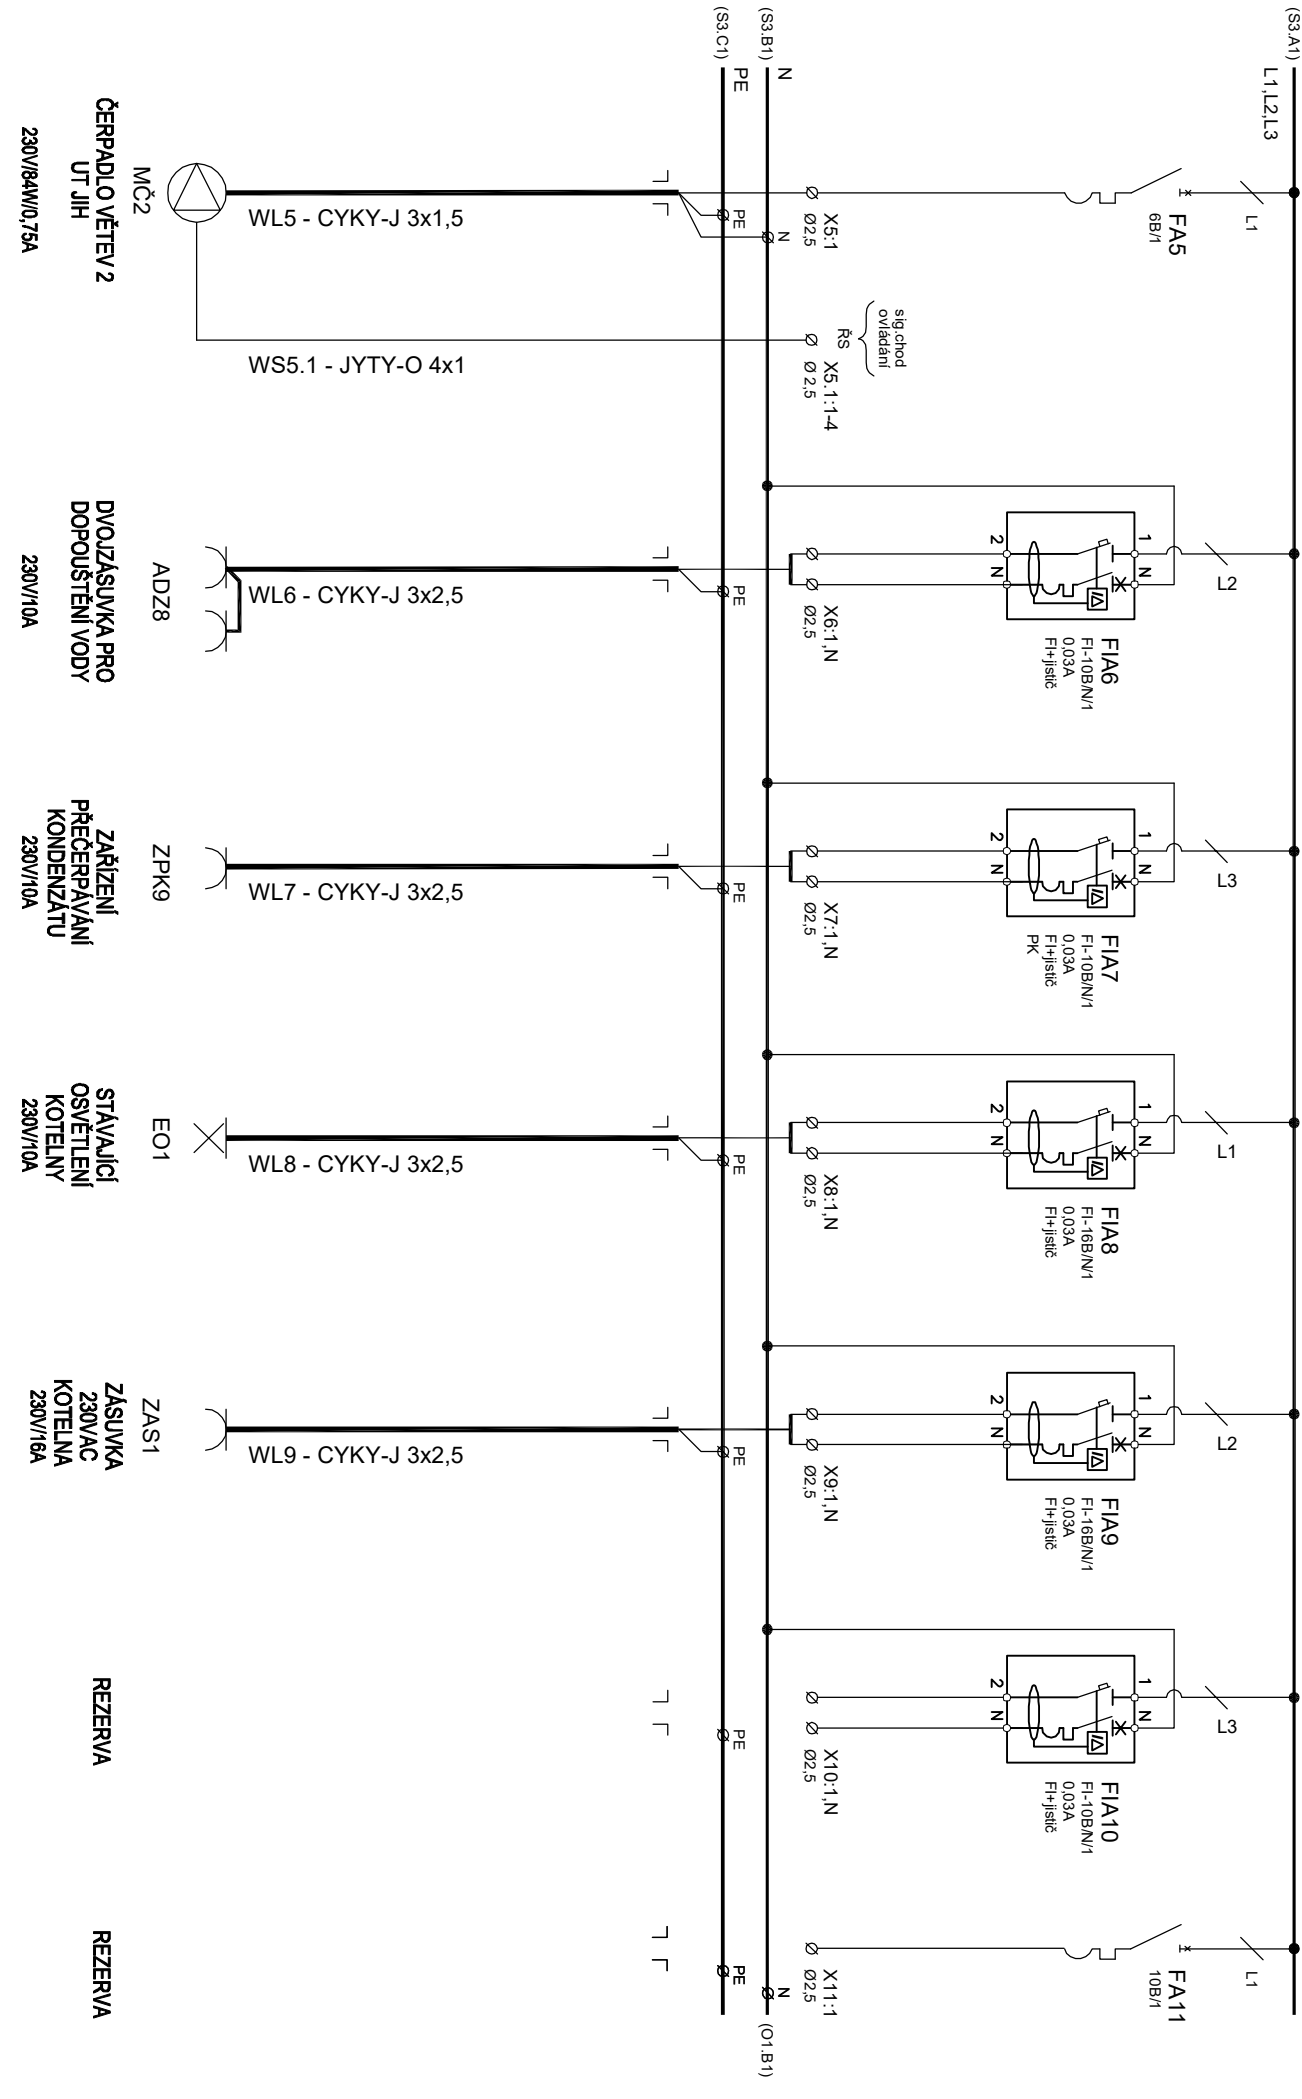 (S3.A1)
L1,L2,L3
(S3.B1)
N
(S3.C1)
PE
L1
FA5
6B/1
X5:1
Ø2,5
N
PE
WL5 - CYKY-J 3x1,5
MČ2
ČERPADLO VĚTEV 2
UT JIH
230V/84W/0,75A
sig.chod
ovládání
ŘS
X5.1:1-4
Ø 2,5
WS5.1 - JYTY-O 4x1
L2
1
N
2
N
FIA6
FI-10B/N/1
0,03A
FI+jistič
X6:1,N
Ø2,5
PE
WL6 - CYKY-J 3x2,5
ADZ8
DVOJZÁSUVKA PRO
DOPOUŠTĚNÍ VODY
230V/10A
L3
1
N
2
N
FIA7
FI-10B/N/1
0,03A
FI+jistič
PK
X7:1,N
Ø2,5
PE
WL7 - CYKY-J 3x2,5
ZPK9
ZAŘÍZENÍ
PŘEČERPÁVÁNÍ
KONDENZÁTU
230V/10A
L1
1
N
2
N
FIA8
FI-16B/N/1
0,03A
FI+jistič
X8:1,N
Ø2,5
PE
WL8 - CYKY-J 3x2,5
EO1
STÁVAJÍCÍ
OSVĚTLENÍ
KOTELNY
230V/10A
L2
1
N
2
N
FIA9
FI-16B/N/1
0,03A
FI+jistič
X9:1,N
Ø2,5
PE
WL9 - CYKY-J 3x2,5
ZAS1
ZÁSUVKA
230VAC
KOTELNA
230V/16A
L3
1
N
2
N
FIA10
FI-10B/N/1
0,03A
FI+jistič
X10:1,N
Ø2,5
PE
REZERVA
L1
FA11
10B/1
X11:1
Ø2,5
N
PE
REZERVA
(O1.B1)